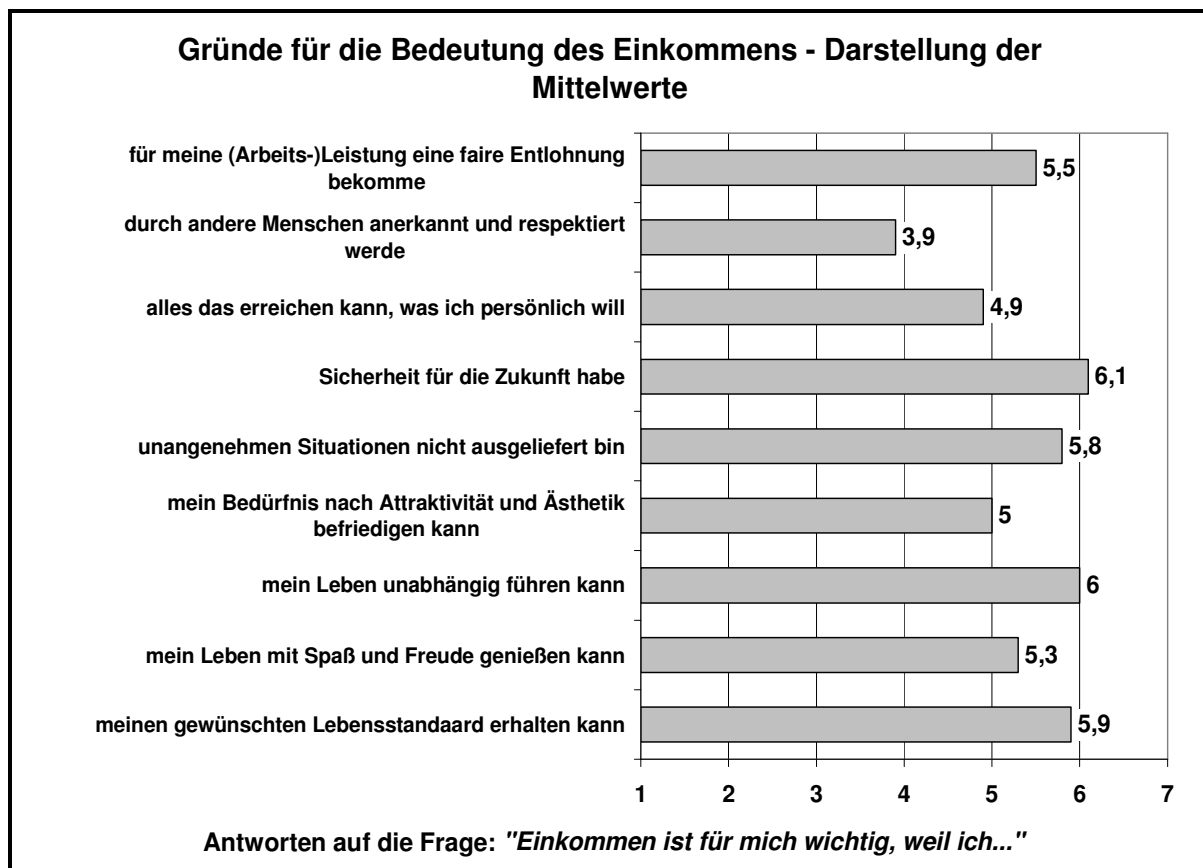 Gründe für die Bedeutung des Einkommens - Darstellung der
Mittelwerte
für meine (Arbeits-)Leistung eine faire Entlohnung
bekomme
5,5
durch andere Menschen anerkannt und respektiert
werde
3,9
alles das erreichen kann, was ich persönlich will
4,9
Sicherheit für die Zukunft habe
6,1
unangenehmen Situationen nicht ausgeliefert bin
5,8
mein Bedürfnis nach Attraktivität und Ästhetik
befriedigen kann
5
mein Leben unabhängig führen kann
6
mein Leben mit Spaß und Freude genießen kann
5,3
meinen gewünschten Lebensstandaard erhalten kann
5,9
1 2 3 4 5 6 7
Antworten auf die Frage: "Einkommen ist für mich wichtig, weil ich..."